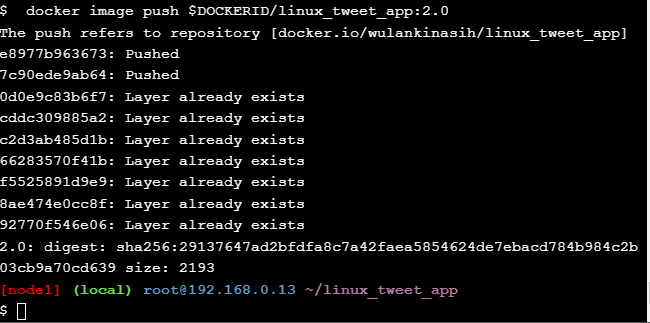 $  docker image push $DOCKERID/linux_tweet_app:2.0
The push refers to repository [docker.io/wulankinasih/linux_tweet_app]
e8977b963673: Pushed
7c90ede9ab64: Pushed
0d0e9c83b6f7: Layer already exists
cddc309885a2: Layer already exists
c2d3ab485d1b: Layer already exists
66283570f41b: Layer already exists
f5525891d9e9: Layer already exists
8ae474e0cc8f: Layer already exists
92770f546e06: Layer already exists
2.0: digest: sha256:29137647ad2bfdfa8c7a42faea5854624de7ebacd784b984c2b
03cb9a70cd639 size: 2193
[node1] (local) root@192.168.0.13 ~/linux_tweet_app
$